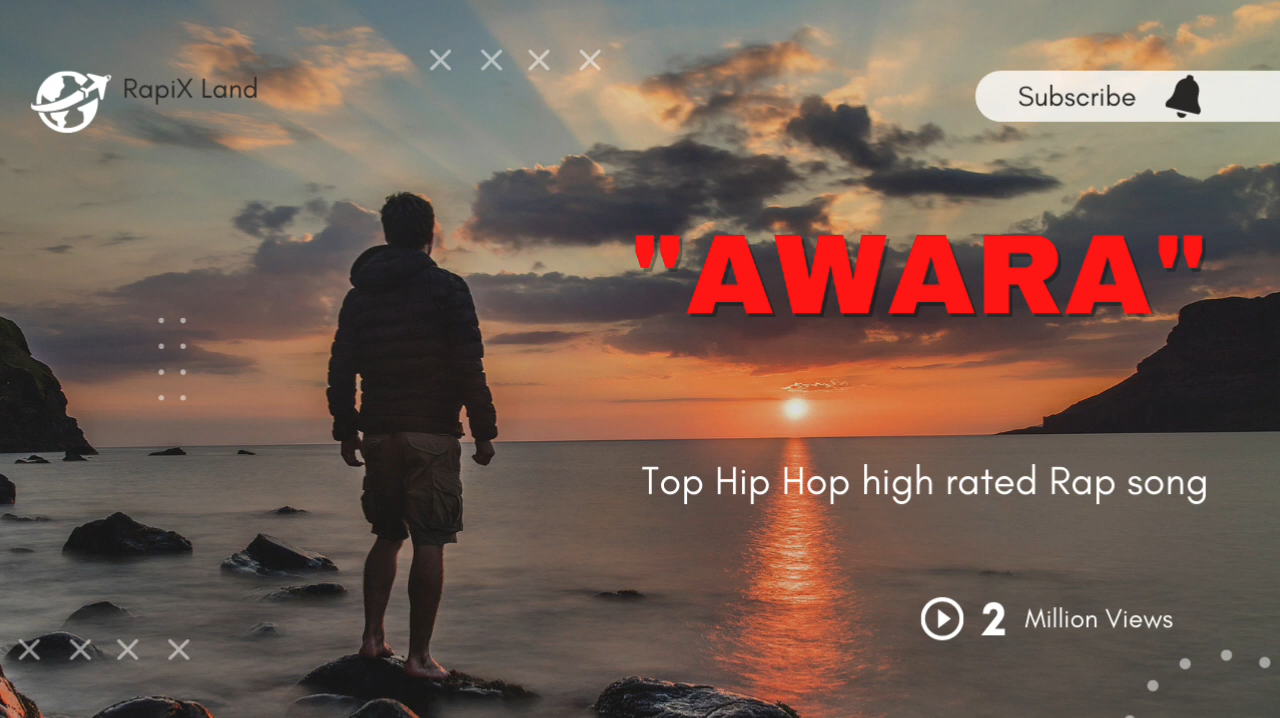 RapiX Land
Subscribe
"AWARA"
Top Hip Hop high rated Rap song
2 Million Views